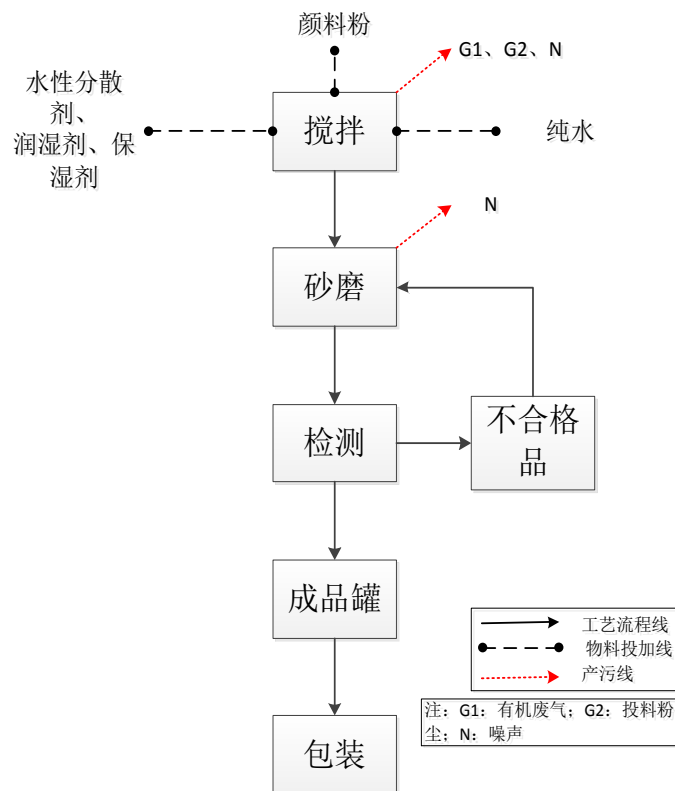 颜料粉
G1、G2、N
水性分散
剂、
润湿剂、保
湿剂
搅拌
纯水
N
砂磨
检测
不合格
品
成品罐
工艺流程线
物料投加线
产污线
注：G1：有机废气；G2：投料粉
尘；N：噪声
包装